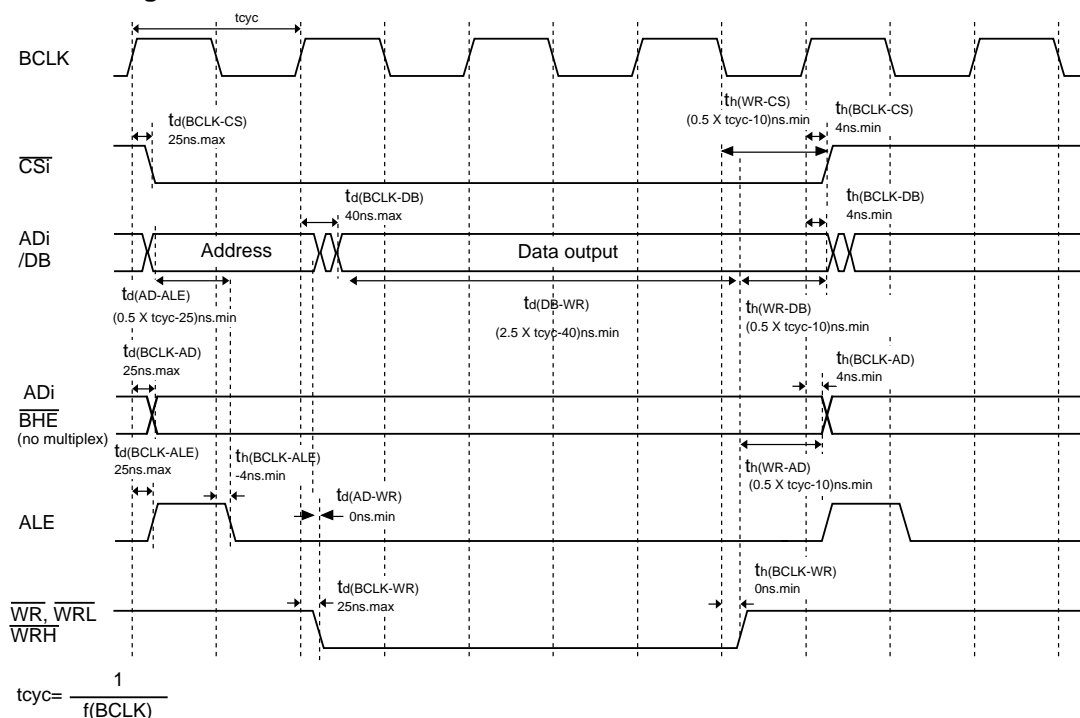 tcyc
BCLK
td(BCLK-CS)
25ns.max
th(WR-CS)
(0.5 X tcyc-10)ns.min
th(BCLK-CS)
4ns.min
CSi
td(BCLK-DB)
40ns.max
th(BCLK-DB)
4ns.min
ADi
/DB
Address
Data output
td(AD-ALE)
(0.5 X tcyc-25)ns.min
td(DB-WR)
(2.5 X tcyc-40)ns.min
th(WR-DB)
(0.5 X tcyc-10)ns.min
td(BCLK-AD)
25ns.max
th(BCLK-AD)
4ns.min
ADi
BHE
(no multiplex)
td(BCLK-ALE)
25ns.max
th(BCLK-ALE)
-4ns.min
th(WR-AD)
(0.5 X tcyc-10)ns.min
td(AD-WR)
0ns.min
ALE
td(BCLK-WR)
25ns.max
th(BCLK-WR)
0ns.min
WR, WRL
WRH
tcyc= 1
f(BCLK)